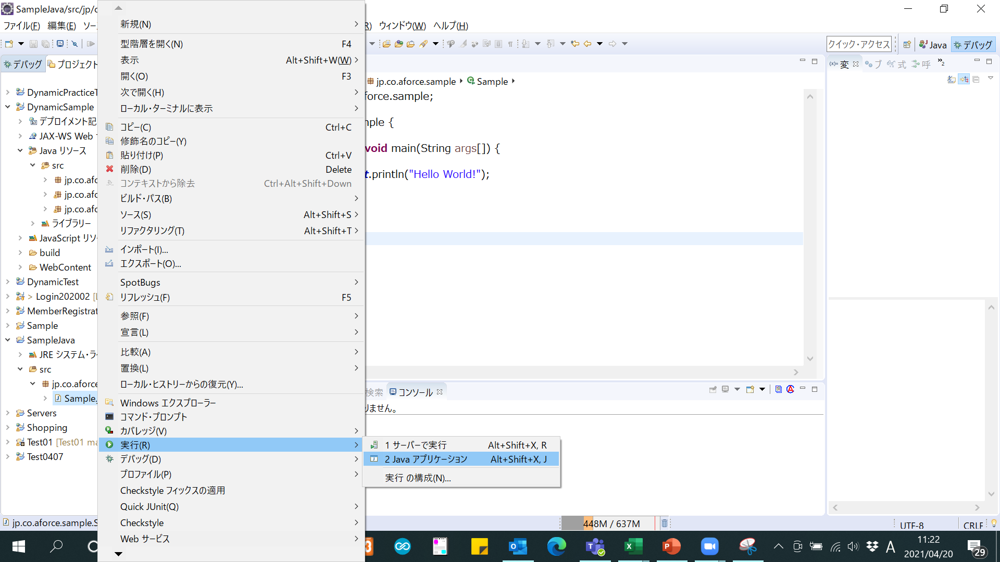 SampleJava/src/jp/c
ファイル(F) 編集(E) ソー
R) ウィンドウ(W) ヘルプ(H)
クイック・アクセス
Java
デバッグ
デバッグ
プロジェクト
DynamicPracticeT
DynamicSample
デプロイメント記
JAX-WS Web
Java リソース
src
jp.co.afo
jp.co.afo
jp.co.afo
ライブラリー
JavaScript リソ
build
WebContent
DynamicTest
> Login202002
MemberRegistrat
Sample
SampleJava
JRE システム・ラ
src
jp.co.aforce
Sample.
Servers
Shopping
Test01 [Test01 ma
Test0407
jp.co.aforce.sample.S
新規(N)
型階層を開く(N) F4
表示 Alt+Shift+W(W)
開く(O) F3
次で開く(H)
ローカル・ターミナルに表示
コピー(C) Ctrl+C
修飾名のコピー(Y)
貼り付け(P) Ctrl+V
削除(D) Delete
コンテキストから除去 Ctrl+Alt+Shift+Down
ビルド・パス(B)
ソース(S) Alt+Shift+S
リファクタリング(T) Alt+Shift+T
インポート(I)...
エクスポート(O)...
SpotBugs
リフレッシュ(F) F5
参照(F)
宣言(L)
比較(A)
置換(L)
ローカル・ヒストリーからの復元(Y)...
Windows エクスプローラー
コマンド・プロンプト
カバレッジ(V)
実行(R)
デバッグ(D)
プロファイル(P)
Checkstyle フィックスの適用
Quick JUnit(Q)
Checkstyle
Web サービス
1 サーバーで実行 Alt+Shift+X, R
2 Java アプリケーション Alt+Shift+X, J
実行 の構成(N)...
jp.co.aforce.sample
Sample
force.sample;
mple {
void main(String args[]) {
t.println("Hello World!");
検索
コンソール
りません。
(x)= 変
ブ
式
呼
»2
448M / 637M
UTF-8
CRLF
A
11:22
2021/04/20
29